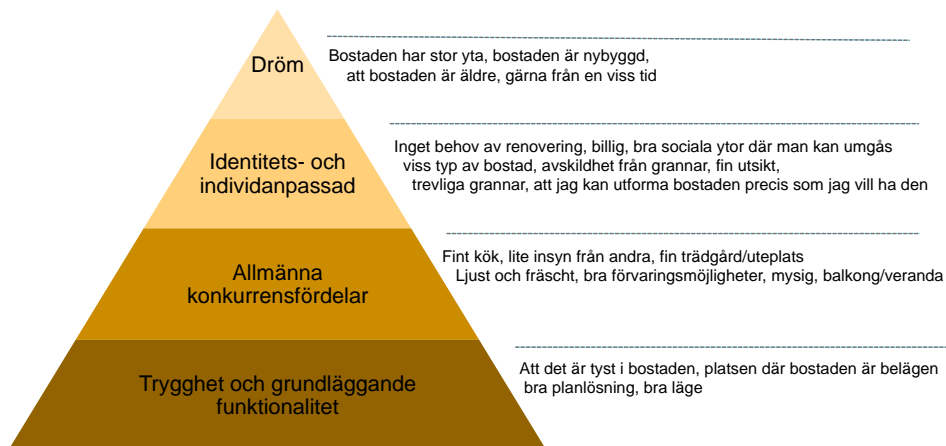 Dröm
Bostaden har stor yta, bostaden är nybyggd,
att bostaden är äldre, gärna från en viss tid
Identitets- och
individanpassad
Inget behov av renovering, billig, bra sociala ytor där man kan umgås
viss typ av bostad, avskildhet från grannar, fin utsikt,
trevliga grannar, att jag kan utforma bostaden precis som jag vill ha den
Allmänna
konkurrensfördelar
Fint kök, lite insyn från andra, fin trädgård/uteplats
Ljust och fräscht, bra förvaringsmöjligheter, mysig, balkong/veranda
Trygghet och grundläggande
funktionalitet
Att det är tyst i bostaden, platsen där bostaden är belägen
bra planlösning, bra läge